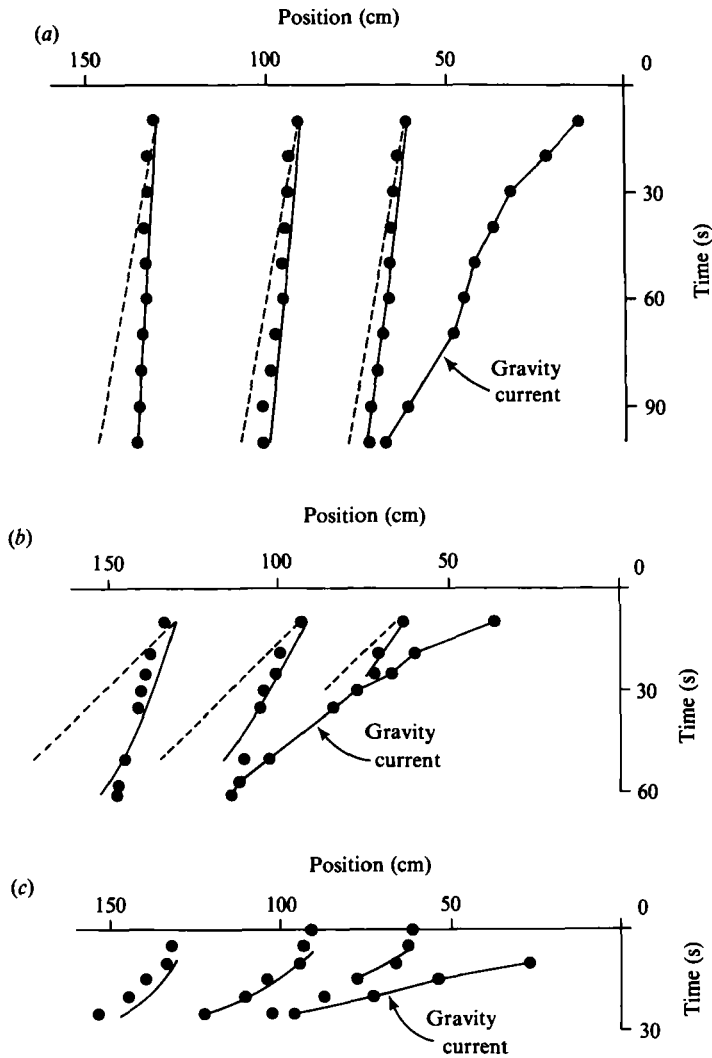 Position (cm)
(a)
150
100
50
0
30
60
90
Time (s)
Gravity
current
Position (cm)
(b)
150
100
50
0
30
60
Time (s)
Gravity
current
Position (cm)
(c)
150
100
50
0
30
Time (s)
Gravity
current